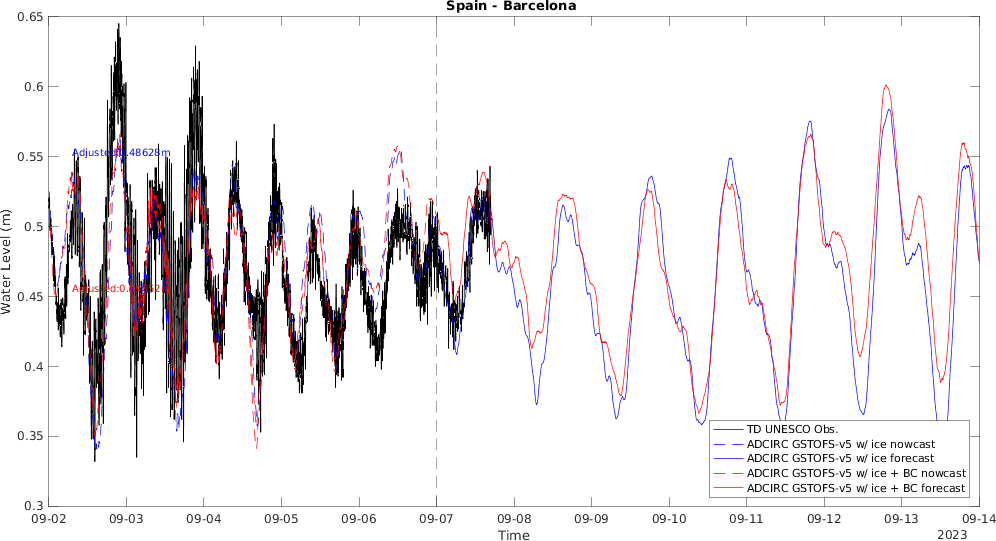 Spain - Barcelona
0.65
0.6
0.55
0.5
0.45
0.4
0.35
0.3
Water Level (m)
Adjusted:0.48628m
TD UNESCO Obs.
ADCIRC GSTOFS-v5 w/ ice nowcast
ADCIRC GSTOFS-v5 w/ ice forecast
ADCIRC GSTOFS-v5 w/ ice + BC nowcast
ADCIRC GSTOFS-v5 w/ ice + BC forecast
09-02 09-03 09-04 09-05 09-06 09-07 09-08 09-09 09-10 09-11 09-12 09-13 09-14
Time
2023